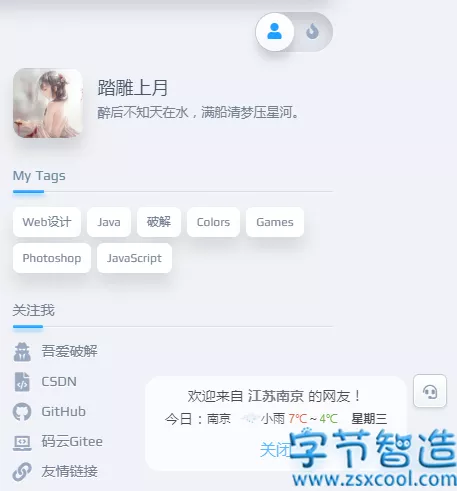 踏雕上月
醉后不知天在水，满船清梦压星河。
My Tags
Web设计 Java 破解 Colors Games
Photoshop JavaScript
关注我
吾爱破解
CSDN
GitHub
码云Gitee
友情链接
欢迎来自 江苏南京 的网友！
今日：南京 小雨 7℃～4℃ 星期三
关闭
字节智造
www.zsxcool.com